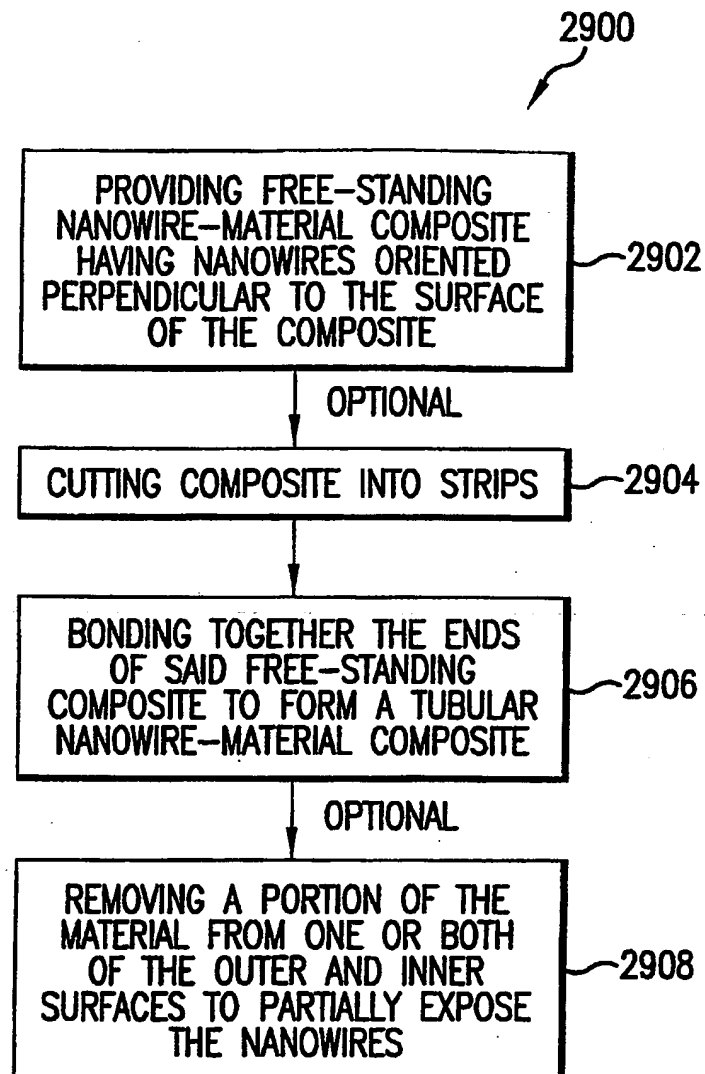 2900
PROVIDING FREE-STANDING
NANOWIRE-MATERIAL COMPOSITE
HAVING NANOWIRES ORIENTED
PERPENDICULAR TO THE SURFACE
OF THE COMPOSITE
2902
OPTIONAL
CUTTING COMPOSITE INTO STRIPS
2904
BONDING TOGETHER THE ENDS
OF SAID FREE-STANDING
COMPOSITE TO FORM A TUBULAR
NANOWIRE-MATERIAL COMPOSITE
2906
OPTIONAL
REMOVING A PORTION OF THE
MATERIAL FROM ONE OR BOTH
OF THE OUTER AND INNER
SURFACES TO PARTIALLY EXPOSE
THE NANOWIRES
2908